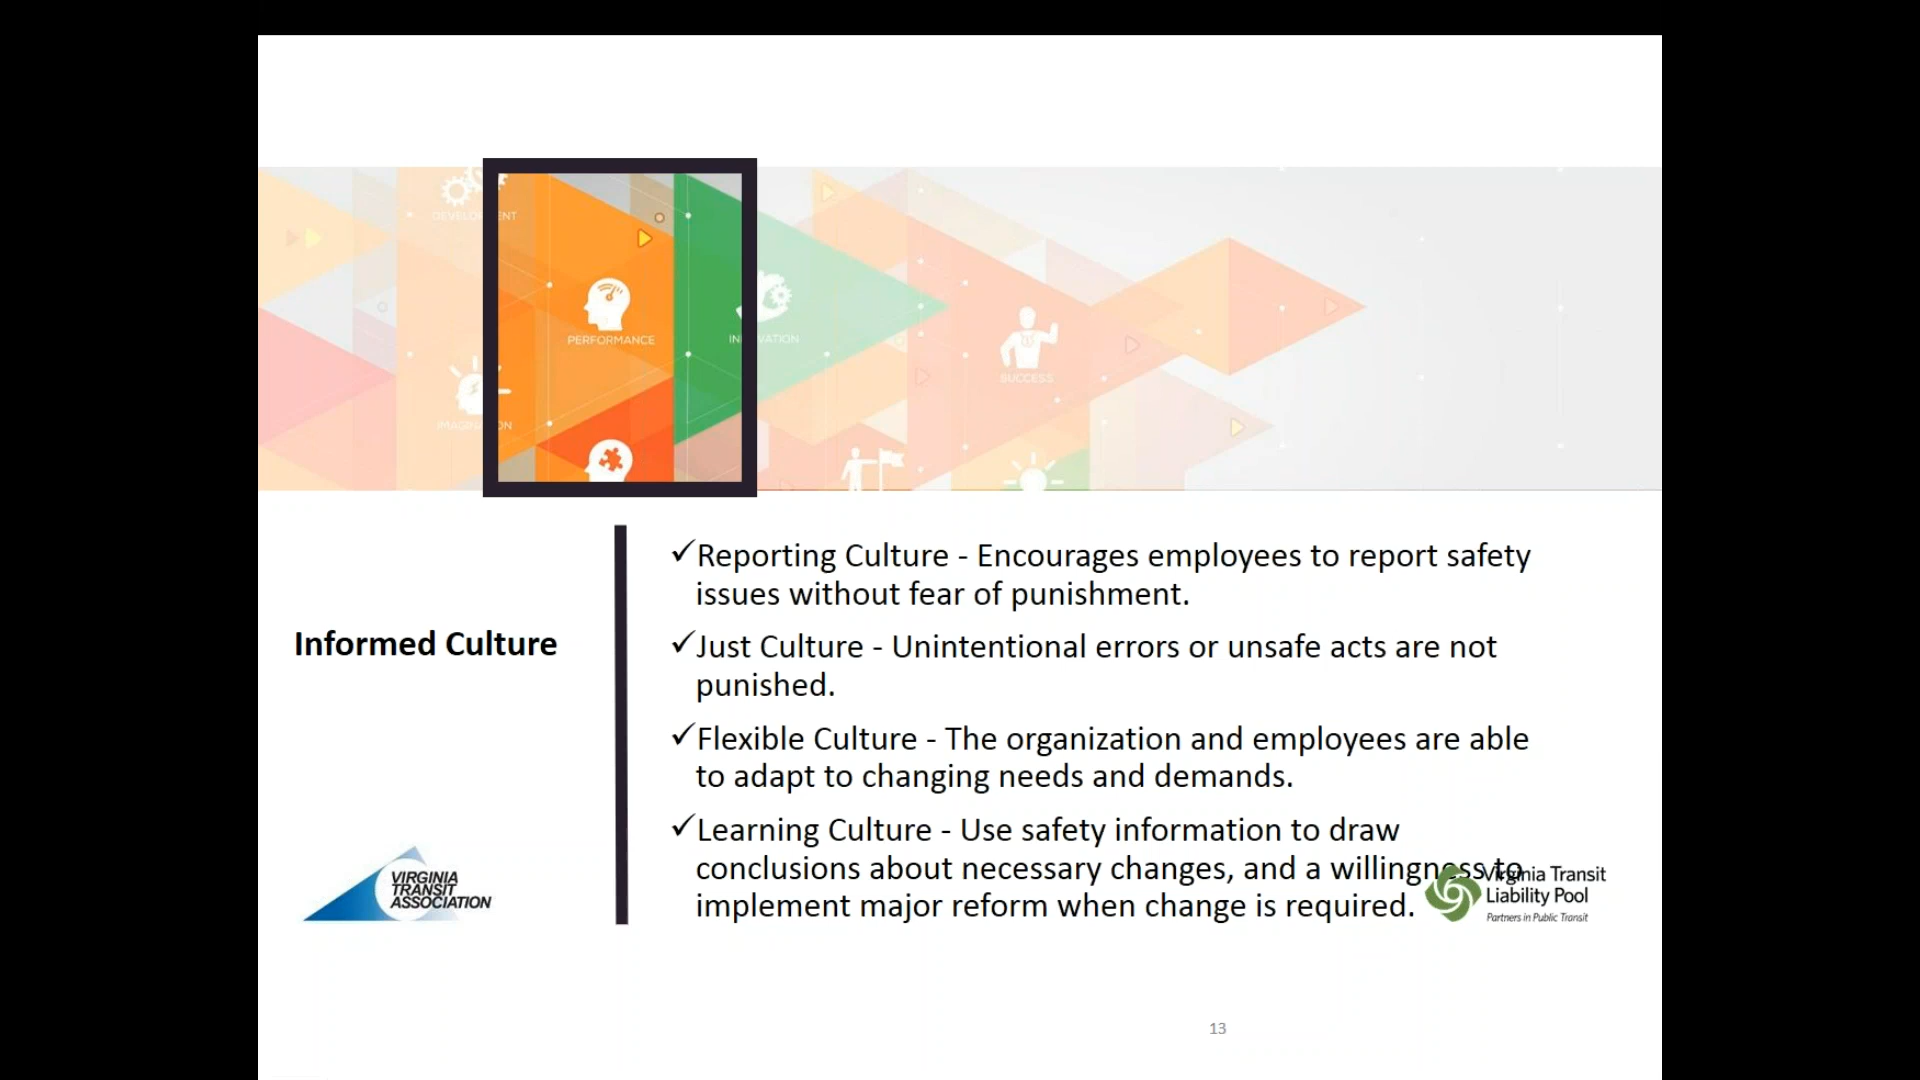 DEVELOPMENT
PERFORMANCE
INNOVATION
SUCCESS
IMAGINATION
Informed Culture
✓Reporting Culture - Encourages employees to report safety
issues without fear of punishment.
✓Just Culture - Unintentional errors or unsafe acts are not
punished.
✓Flexible Culture - The organization and employees are able
to adapt to changing needs and demands.
✓Learning Culture - Use safety information to draw
conclusions about necessary changes, and a willingness to
implement major reform when change is required.
VIRGINIA
TRANSIT
ASSOCIATION
Virginia Transit
Liability Pool
Partners in Public Transit
13